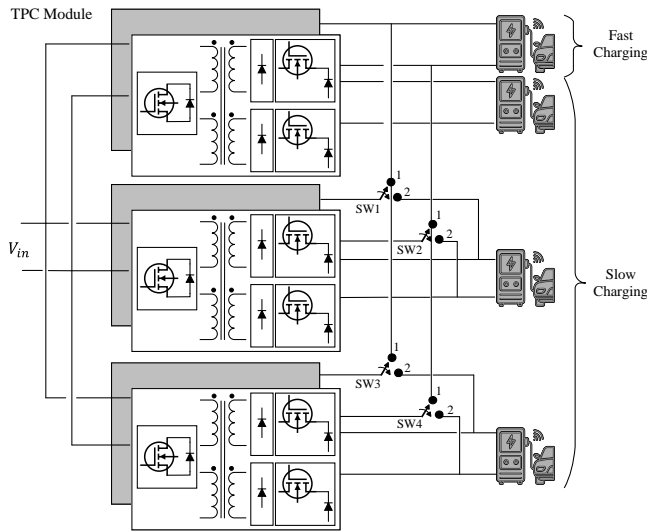 TPC Module
Fast
Charging
1
2
SW1
1
2
SW2
V_in
Slow
Charging
1
2
SW3
1
2
SW4